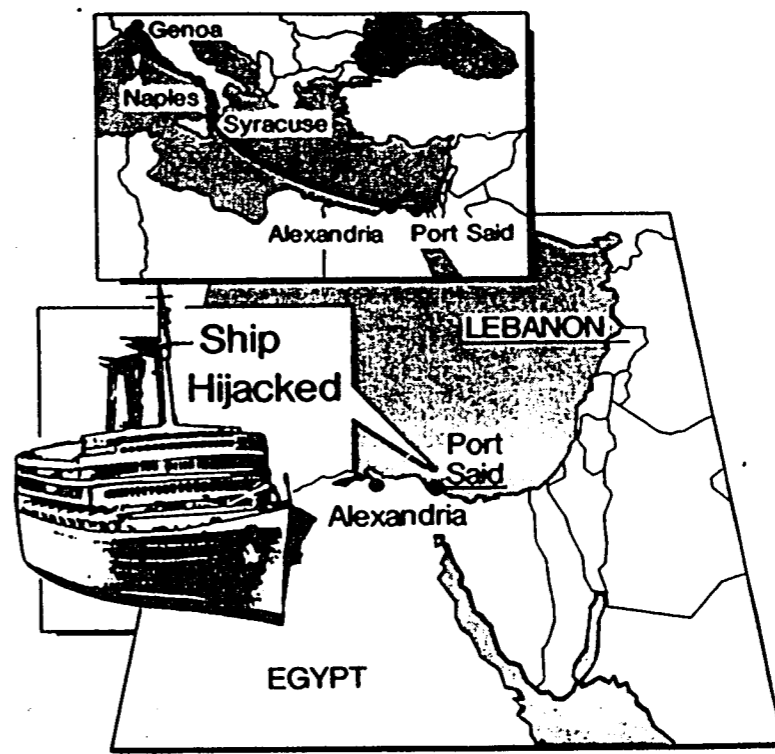 Genoa
Naples
Syracuse
Alexandria Port Said
Ship
Hijacked
LEBANON
Port
Said
Alexandria
EGYPT